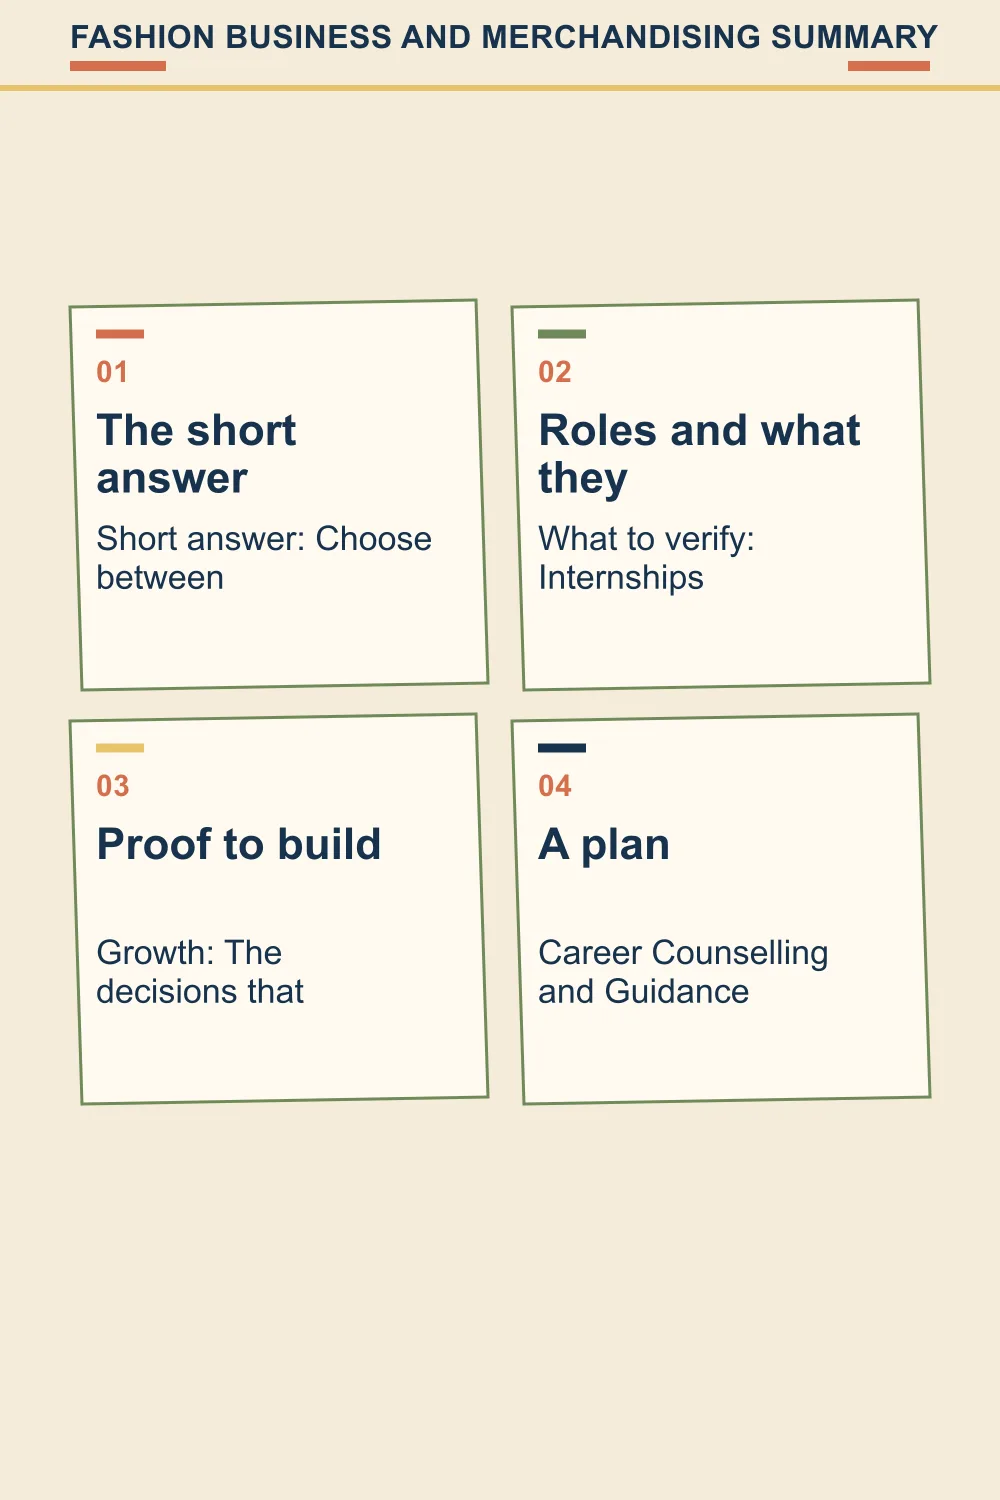 FASHION BUSINESS AND MERCHANDISING SUMMARY
01
The short
answer
Short answer: Choose
between
02
Roles and what
they
What to verify:
Internships
03
Proof to build
Growth: The
decisions that
04
A plan
Career Counselling
and Guidance